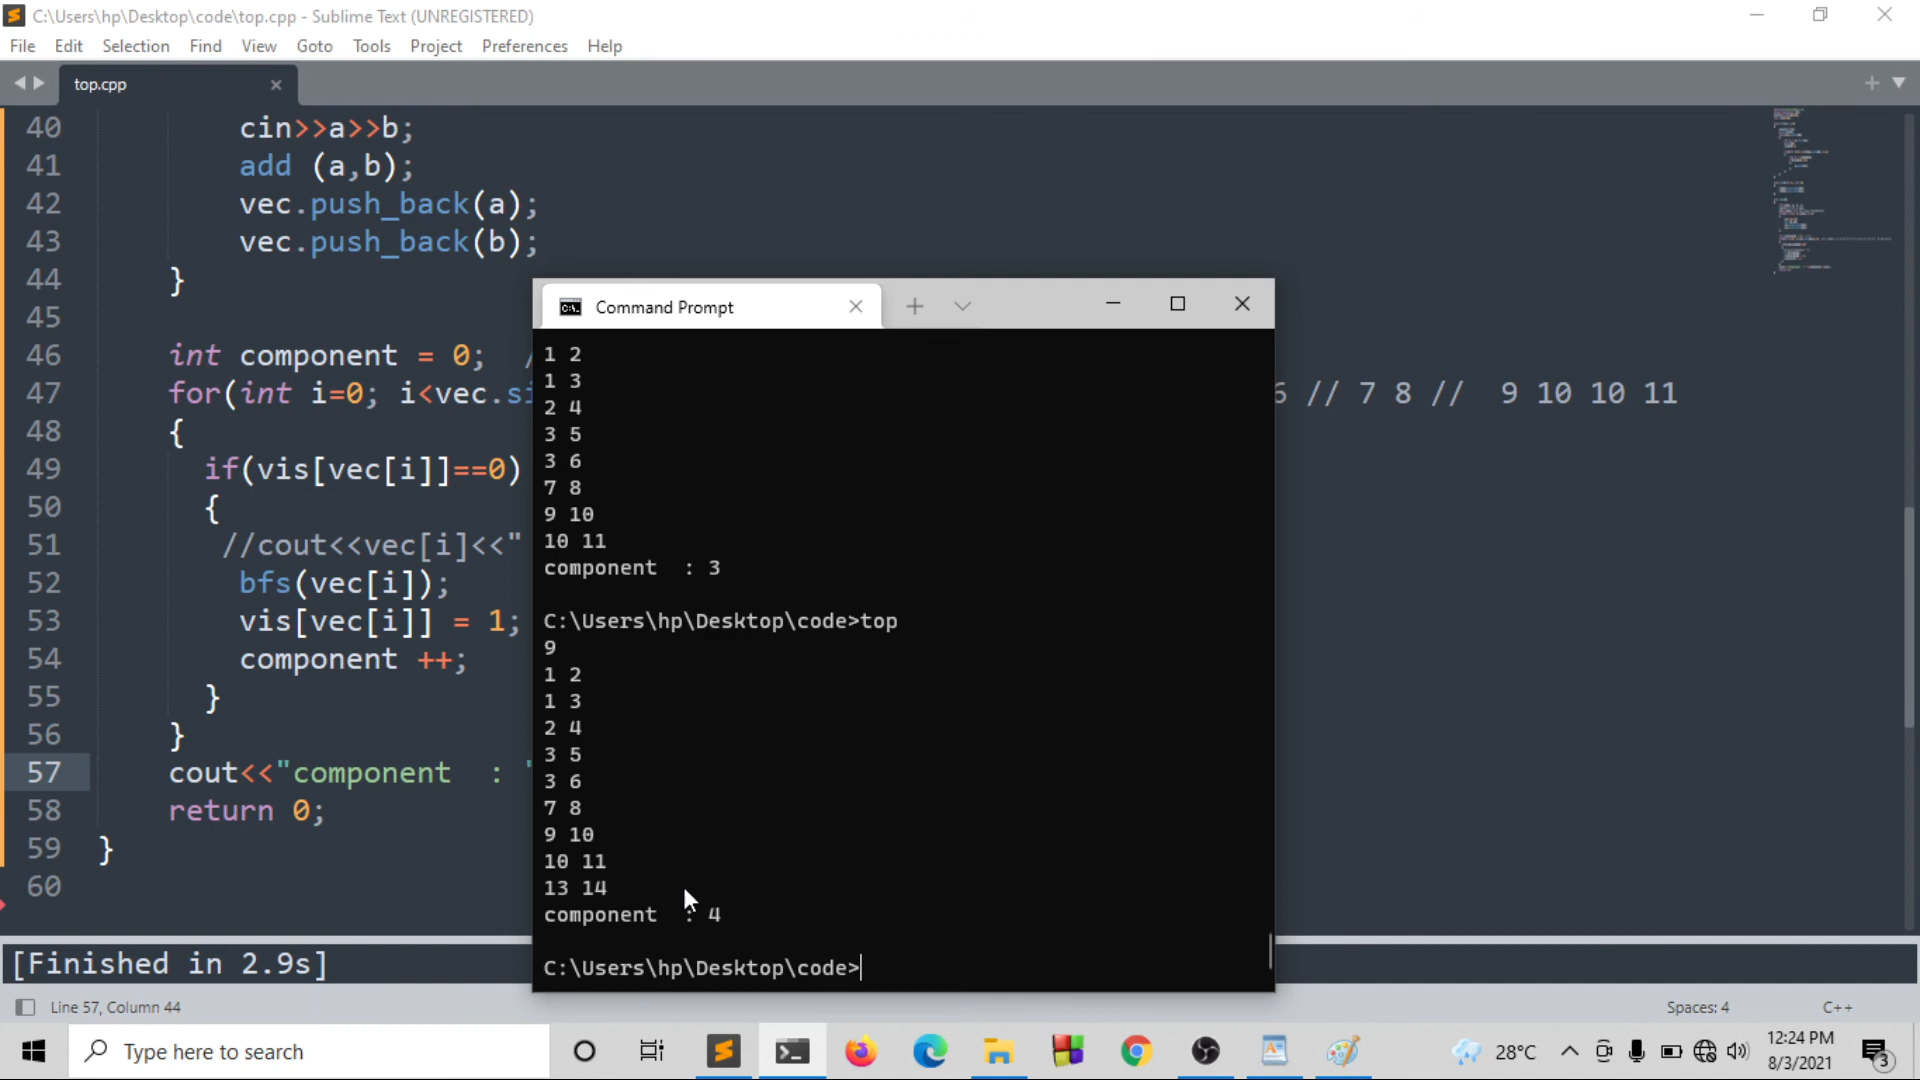 C:\Users\hp\Desktop\code\top.cpp - Sublime Text (UNREGISTERED)
File Edit Selection Find View Goto Tools Project Preferences Help
top.cpp
40 cin>>a>>b;
41 add (a,b);
42 vec.push_back(a);
43 vec.push_back(b);
44 }
45
46 int component = 0; /
47 for(int i=0; i<vec.si 6 // 7 8 // 9 10 10 11
48 {
49 if(vis[vec[i]]==0)
50 {
51 //cout<<vec[i]<<"
52 bfs(vec[i]);
53 vis[vec[i]] = 1;
54 component ++;
55 }
56 }
57 cout<<"component : "
58 return 0;
59 }
60
Command Prompt
1 2
1 3
2 4
3 5
3 6
7 8
9 10
10 11
component : 3
C:\Users\hp\Desktop\code>top
9
1 2
1 3
2 4
3 5
3 6
7 8
9 10
10 11
13 14
component : 4
C:\Users\hp\Desktop\code>
[Finished in 2.9s]
Line 57, Column 44 Spaces: 4 C++
Type here to search 28°C 12:24 PM
8/3/2021 3